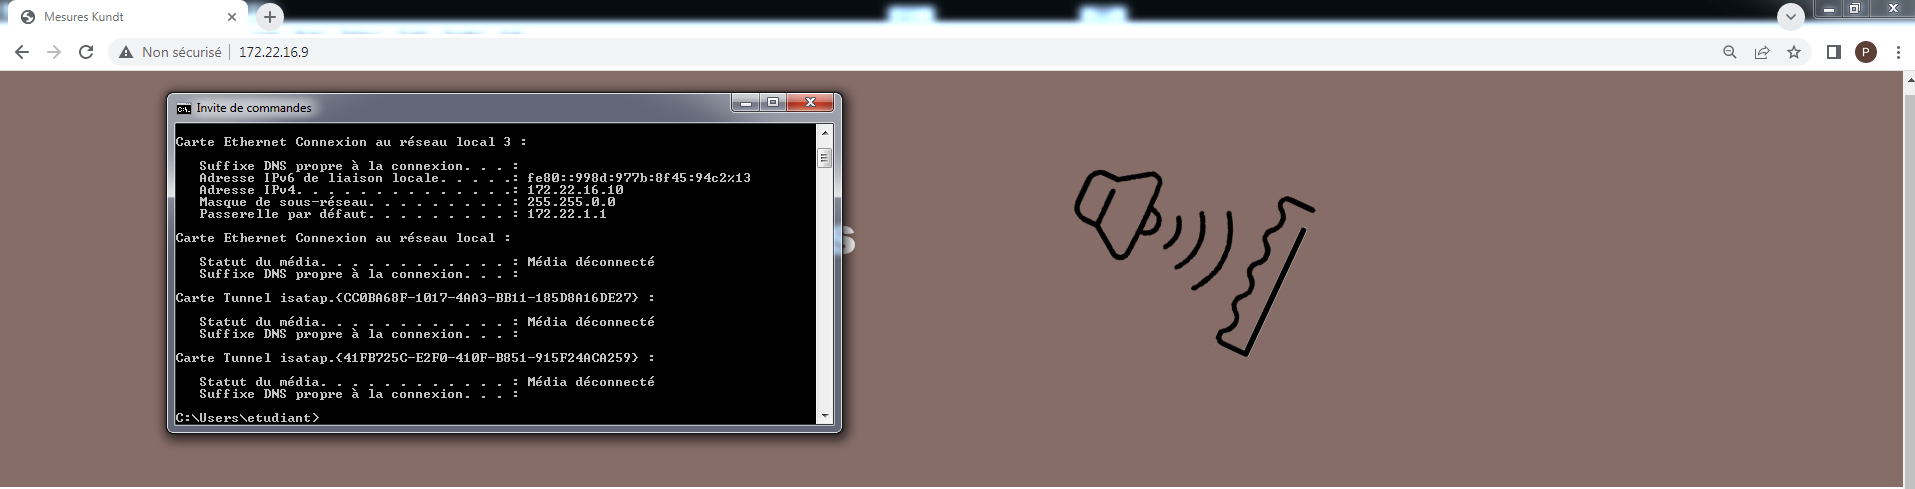 Mesures Kundt
Non sécurisé 172.22.16.9
P
Invite de commandes
Carte Ethernet Connexion au réseau local 3 :
Suffixe DNS propre à la connexion. . . :
Adresse IPv6 de liaison locale. . . . .: fe80::998d:977b:8f45:94c2%13
Adresse IPv4. . . . . . . . . . . . . .: 172.22.16.10
Masque de sous-réseau. . . . . . . . . : 255.255.0.0
Passerelle par défaut. . . . . . . . . : 172.22.1.1
Carte Ethernet Connexion au réseau local :
Statut du média. . . . . . . . . . . . : Média déconnecté
Suffixe DNS propre à la connexion. . . :
Carte Tunnel isatap.{CC0BA68F-1017-4AA3-BB11-185D8A16DE27} :
Statut du média. . . . . . . . . . . . : Média déconnecté
Suffixe DNS propre à la connexion. . . :
Carte Tunnel isatap.{41FB725C-E2F0-410F-B851-915F24ACA259} :
Statut du média. . . . . . . . . . . . : Média déconnecté
Suffixe DNS propre à la connexion. . . :
C:\Users\etudiant>